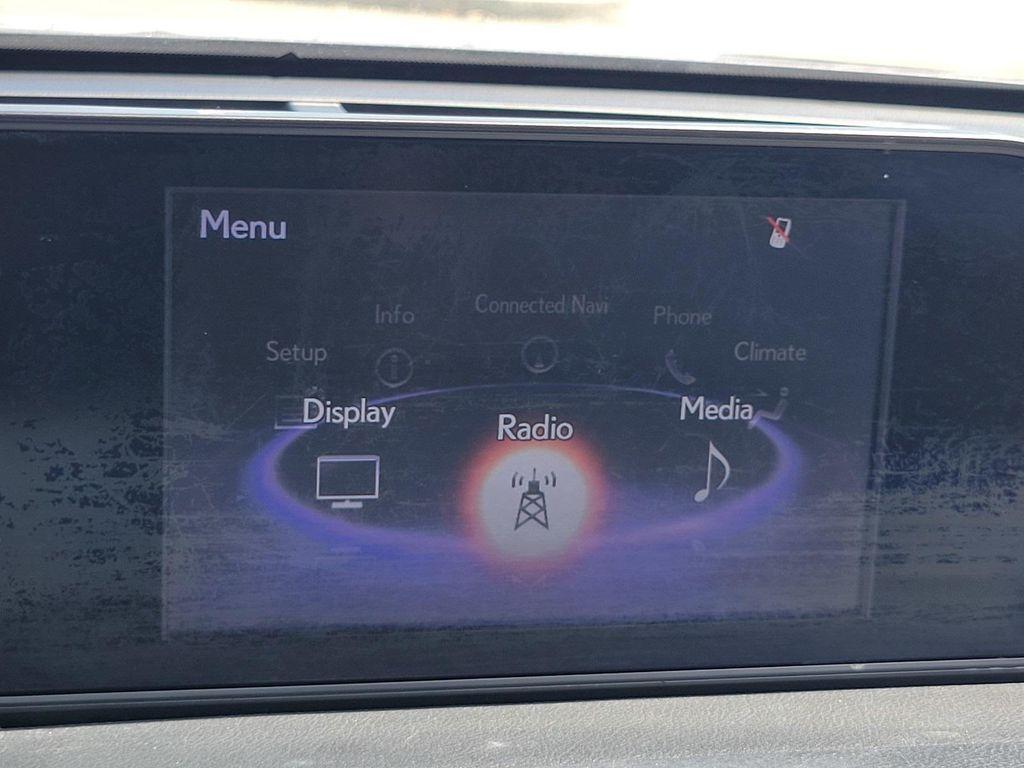 Menu
Connected Navi
Info
Phone
Setup
Climate
Display
Radio
Media